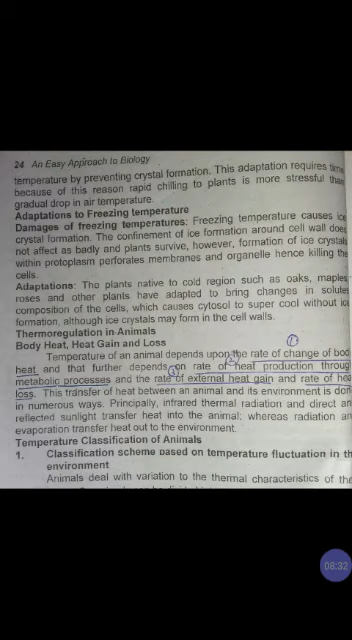 24 An Easy Approach to Biology
temperature by preventing crystal formation. This adaptation requires time
because of this reason rapid chilling to plants is more stressful than
gradual drop in air temperature.
Adaptations to Freezing temperature
Damages of freezing temperatures: Freezing temperature causes ice
crystal formation. The confinement of ice formation around cell wall does
not affect as badly and plants survive, however, formation of ice crystals
within protoplasm perforates membranes and organelle hence killing the
cells.
Adaptations: The plants native to cold region such as oaks, maples,
roses and other plants have adapted to bring changes in solutes
composition of the cells, which causes cytosol to super cool without ice
formation, although ice crystals may form in the cell walls.
Thermoregulation in Animals
Body Heat, Heat Gain and Loss
1
Temperature of an animal depends upon the rate of change of bod
2
heat and that further depends on rate of heat production throug
3
metabolic processes and the rate of external heat gain and rate of hea
loss. This transfer of heat between an animal and its environment is don
in numerous ways. Principally, infrared thermal radiation and direct an
reflected sunlight transfer heat into the animal; whereas radiation an
evaporation transfer heat out to the environment.
Temperature Classification of Animals
1. Classification scheme based on temperature fluctuation in th
environment
Animals deal with variation to the thermal characteristics of the
08:32